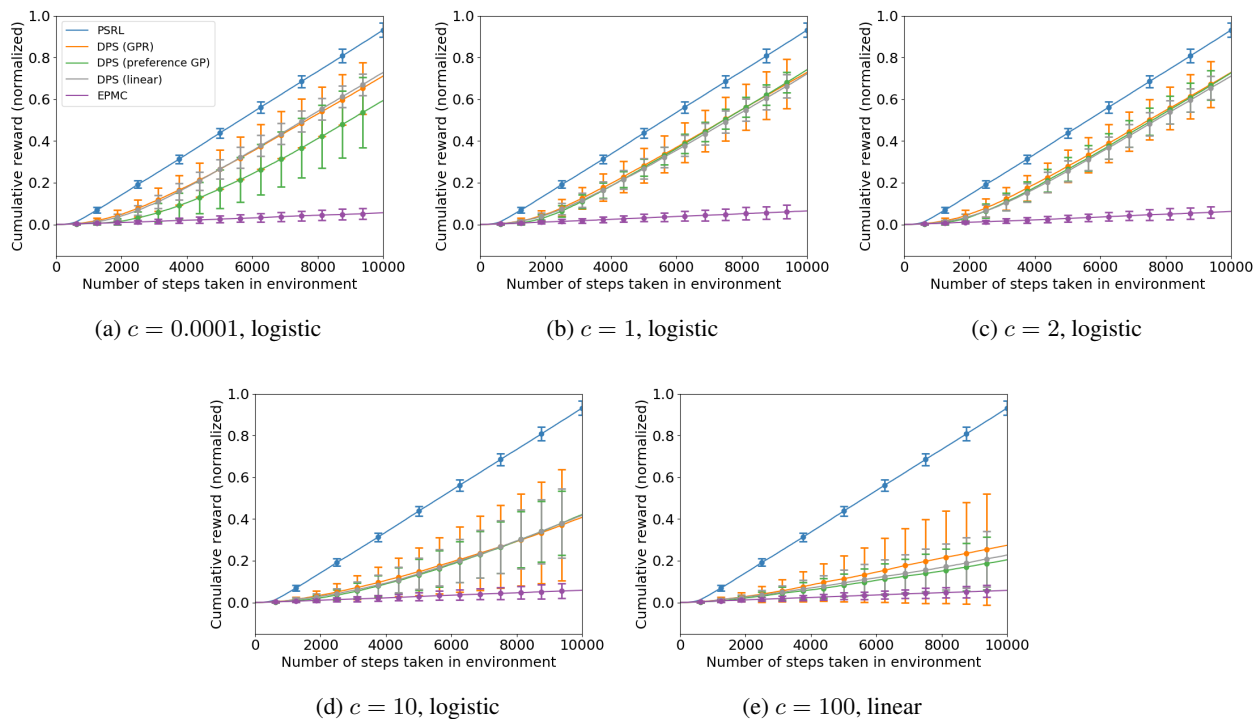 Cumulative reward (normalized)
1.0
0.8
0.6
0.4
0.2
0.0
PSRL
DPS (GPR)
DPS (preference GP)
DPS (linear)
EPMC
0 2000 4000 6000 8000 10000
Number of steps taken in environment
(a) c = 0.0001, logistic
Cumulative reward (normalized)
1.0
0.8
0.6
0.4
0.2
0.0
0 2000 4000 6000 8000 10000
Number of steps taken in environment
(b) c = 1, logistic
Cumulative reward (normalized)
1.0
0.8
0.6
0.4
0.2
0.0
0 2000 4000 6000 8000 10000
Number of steps taken in environment
(c) c = 2, logistic
Cumulative reward (normalized)
1.0
0.8
0.6
0.4
0.2
0.0
0 2000 4000 6000 8000 10000
Number of steps taken in environment
(d) c = 10, logistic
Cumulative reward (normalized)
1.0
0.8
0.6
0.4
0.2
0.0
0 2000 4000 6000 8000 10000
Number of steps taken in environment
(e) c = 100, linear